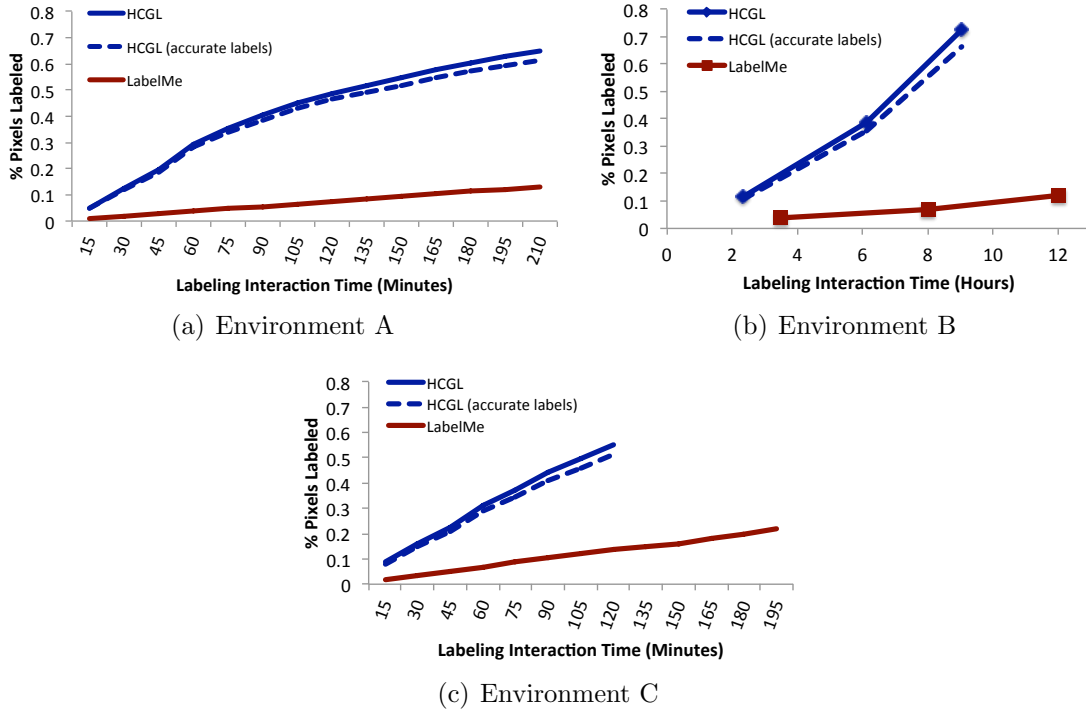 0.8
0.7
0.6
0.5
0.4
0.3
0.2
0.1
0
% Pixels Labeled
HCGL
HCGL (accurate labels)
LabelMe
15 30 45 60 75 90 105 120 135 150 165 180 195 210
Labeling Interaction Time (Minutes)
(a) Environment A
0.8
0.7
0.6
0.5
0.4
0.3
0.2
0.1
0
% Pixels Labeled
HCGL
HCGL (accurate labels)
LabelMe
0 2 4 6 8 10 12
Labeling Interaction Time (Hours)
(b) Environment B
0.8
0.7
0.6
0.5
0.4
0.3
0.2
0.1
0
% Pixels Labeled
HCGL
HCGL (accurate labels)
LabelMe
15 30 45 60 75 90 105 120 135 150 165 180 195
Labeling Interaction Time (Minutes)
(c) Environment C